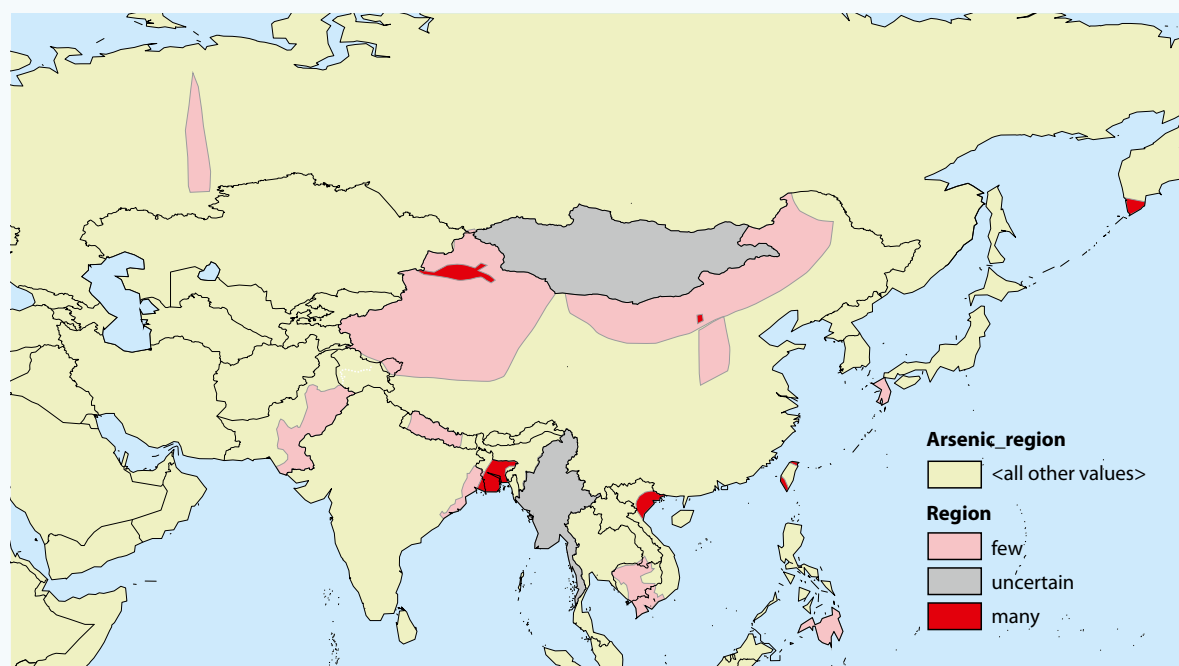 Arsenic_region
<all other values>
Region
few
uncertain
many